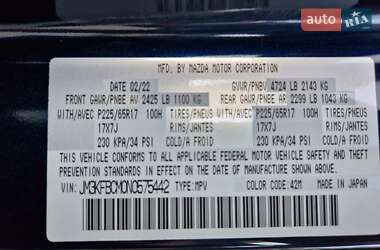 auto RIA
MFD. BY MAZDA MOTOR CORPORATION
DATE 02/22 GVWR/PNBV 4724 LB 2143 KG
FRONT GAWR/PNBE AV 2425 LB 1100 KG REAR GAWR/PNBE AR 2299 LB 1043 KG
WITH/AVEC P225/65R17 100H TIRES/PNEUS WITH/AVEC P225/65R17 100H TIRES/PNEUS
17X7J RIMS/JANTES 17X7J RIMS/JANTES
230 KPA/34 PSI COLD/A FROID 230 KPA/34 PSI COLD/A FROID
THIS VEHICLE CONFORMS TO ALL APPLICABLE FEDERAL MOTOR VEHICLE SAFETY
AND THEFT PREVENTION STANDARDS IN EFFECT ON THE
DATE OF MANUFACTURE SHOWN ABOVE.
VIN: JM3KFBCM0N0575442 TYPE: MPV COLOR CODE: 42M MADE IN JAPAN